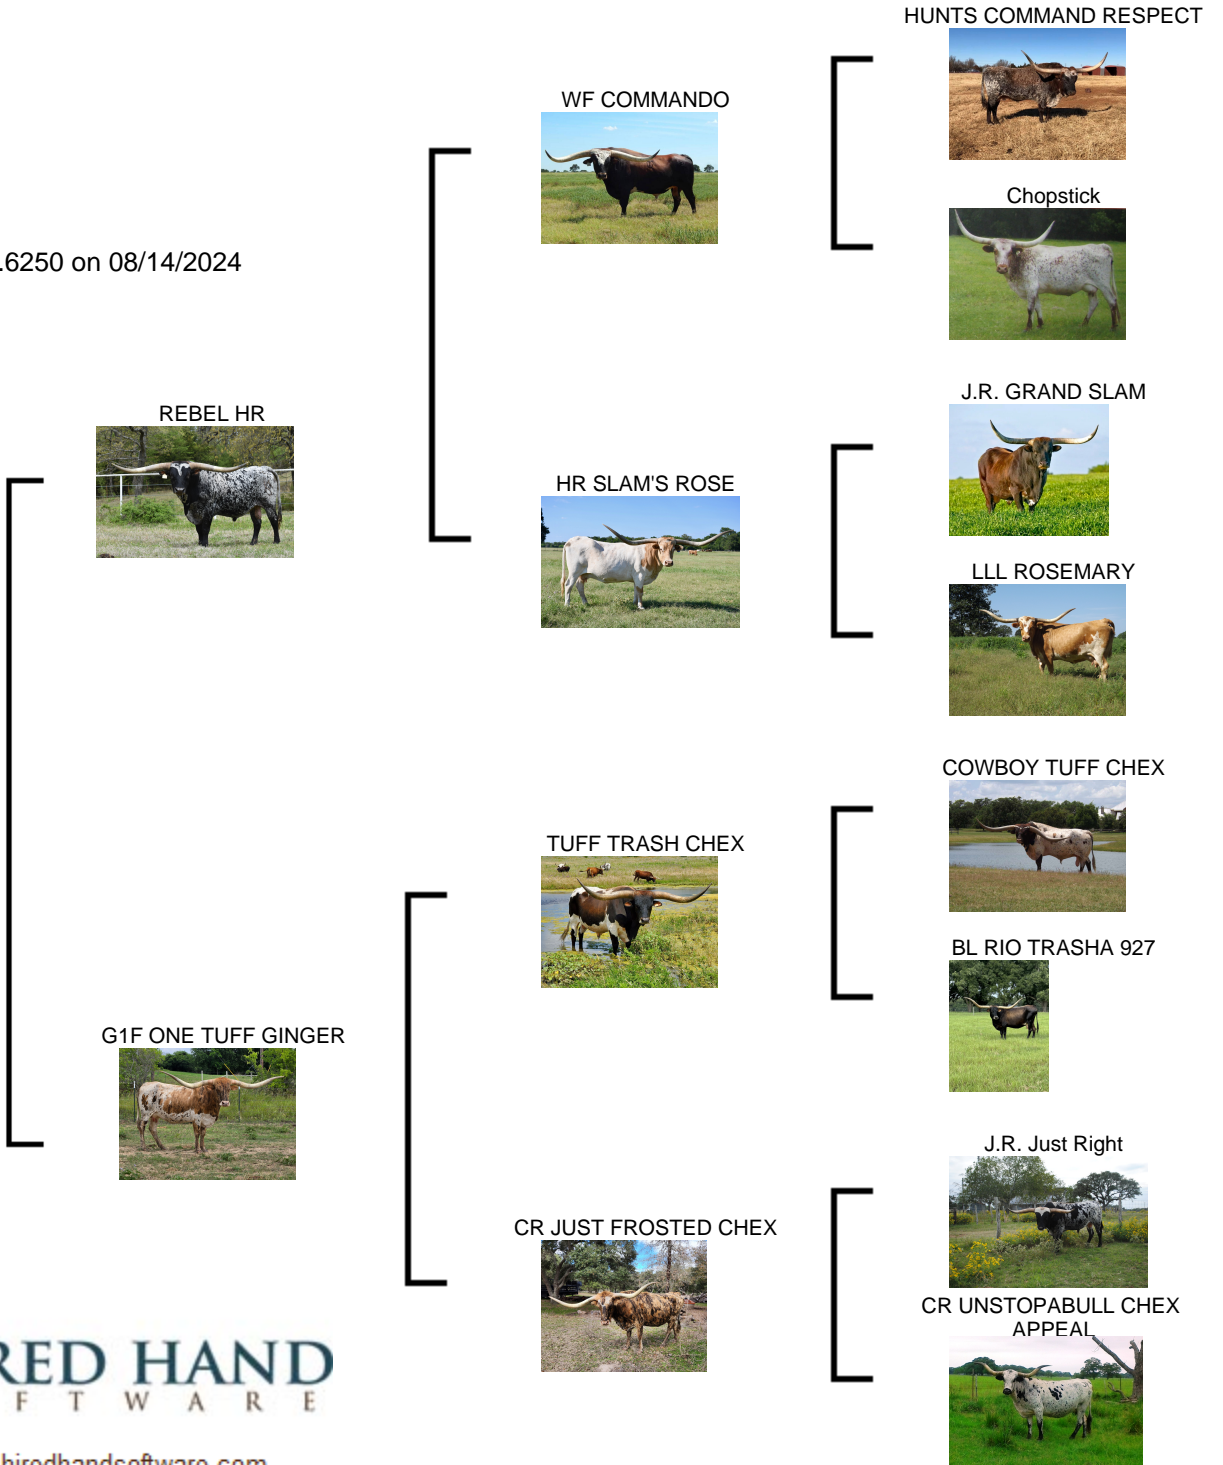 HUNTS COMMAND RESPECT
WF COMMANDO
Chopstick
.6250 on 08/14/2024
J.R. GRAND SLAM
REBEL HR
HR SLAM'S ROSE
LLL ROSEMARY
COWBOY TUFF CHEX
TUFF TRASH CHEX
BL RIO TRASHA 927
G1F ONE TUFF GINGER
J.R. Just Right
CR JUST FROSTED CHEX
CR UNSTOPABULL CHEX
APPEAL
RED HAND
F T W A R E
hiredhandsoftware.com